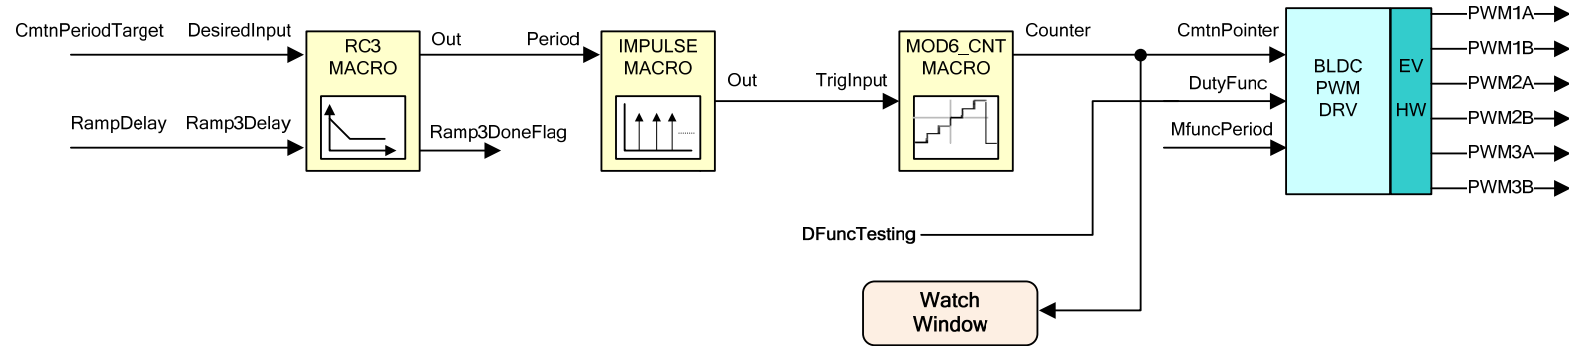 CmtnPeriodTarget
DesiredInput
RampDelay
Ramp3Delay
RC3
MACRO
Out
Ramp3DoneFlag
Period
IMPULSE
MACRO
Out
TrigInput
MOD6_CNT
MACRO
Counter
CmtnPointer
DutyFunc
MfuncPeriod
BLDC
PWM
DRV
EV
HW
PWM1A
PWM1B
PWM2A
PWM2B
PWM3A
PWM3B
DFuncTesting
Watch
Window